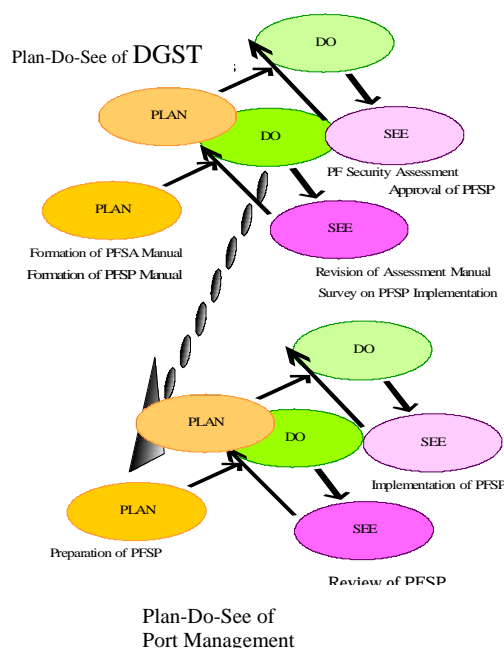 DO
Plan-Do-See of DGST
PLAN
DO
SEE
PF Security Assessment
Approval of PFSP
PLAN
SEE
Formation of PFSA Manual
Formation of PFSP Manual
Revision of Assessment Manual
Survey on PFSP Implementation
DO
PLAN
DO
SEE
Implementation of PFSP
PLAN
SEE
Preparation of PFSP
Review of PFSP
Plan-Do-See of
Port Management